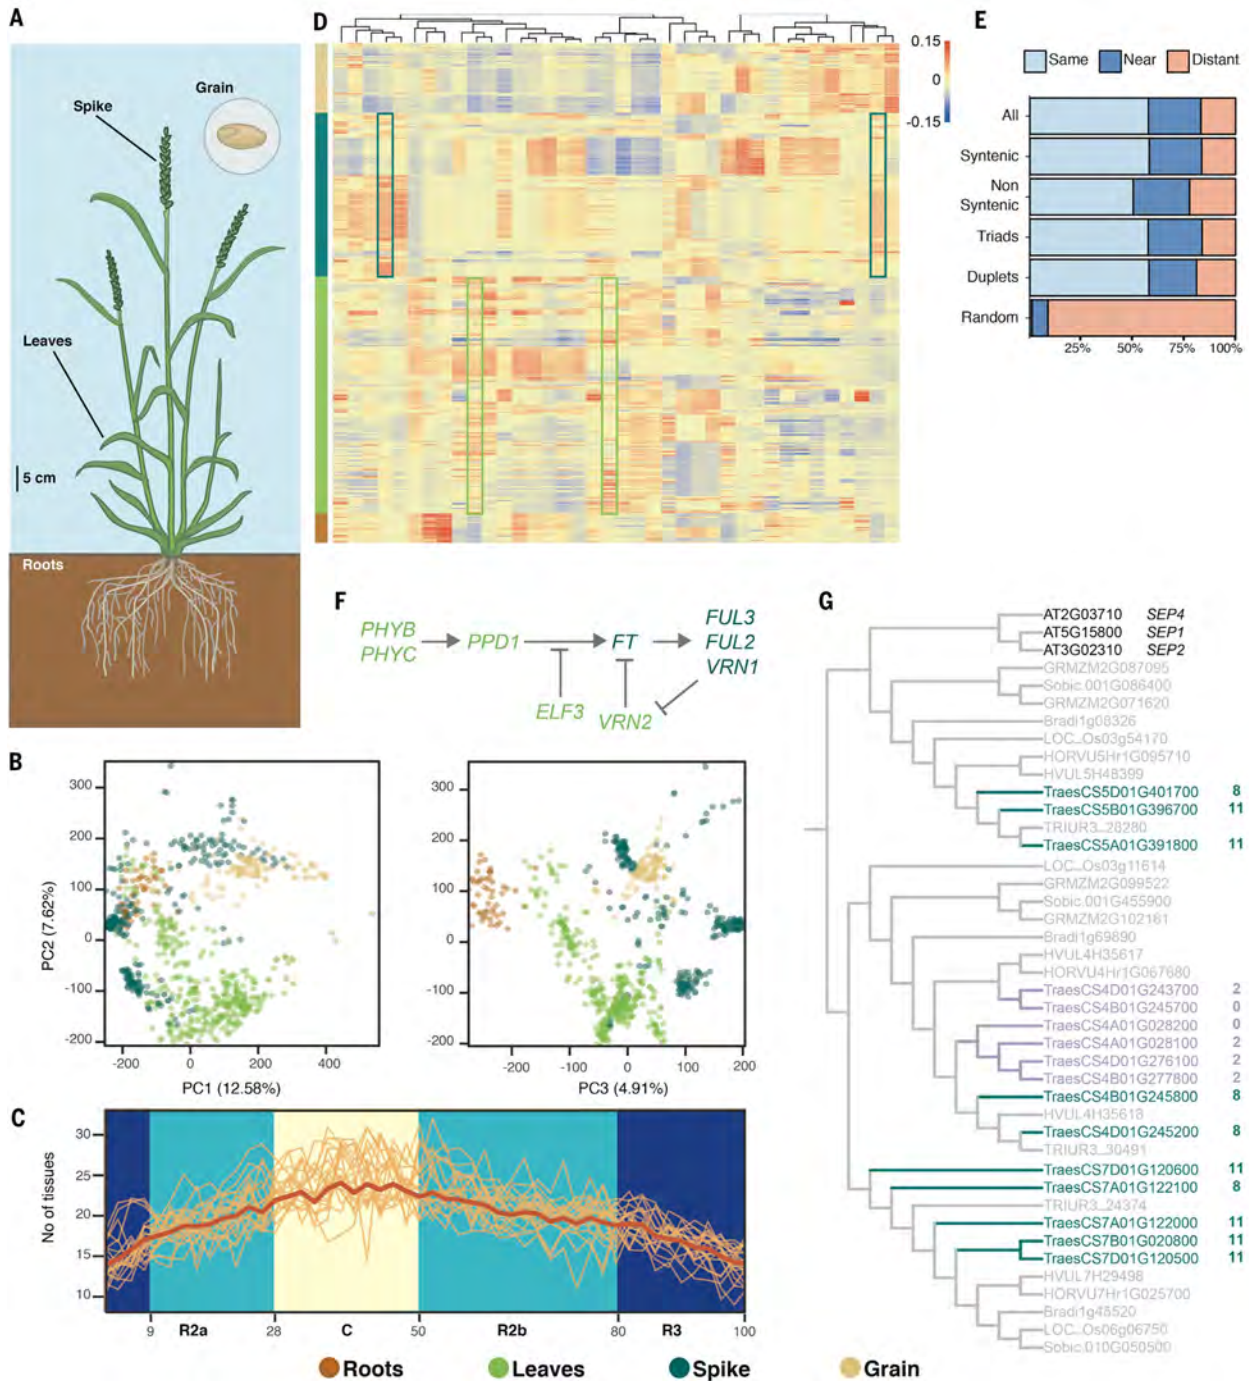 A
Spike
Grain
Leaves
5 cm
Roots
D
0.15
0
-0.15
E
Same Near Distant
All
Syntenic
Non
Syntenic
Triads
Duplets
Random
25% 50% 75% 100%
F
PHYB
PHYC
PPD1
FT
FUL3
FUL2
VRN1
ELF3
VRN2
G
AT2G03710 SEP4
AT5G15800 SEP1
AT3G02310 SEP2
GRMZM2G087095
Sobic.001G086400
GRMZM2G071620
Bradi1g08326
LOC_Os03g54170
HORVU5Hr1G095710
HVUL5H48399
TraesCS5D01G401700 8
TraesCS5B01G396700 11
TRIUR3_28280
TraesCS5A01G391800 11
LOC_Os03g11614
GRMZM2G099522
Sobic.001G455900
GRMZM2G102161
Bradi1g69890
HVUL4H35617
HORVU4Hr1G067680
TraesCS4D01G243700 2
TraesCS4B01G245700 0
TraesCS4A01G028200 0
TraesCS4A01G028100 2
TraesCS4D01G276100 2
TraesCS4B01G277800 2
TraesCS4B01G245800 8
HVUL4H35618
TraesCS4D01G245200 8
TRIUR3_30491
TraesCS7D01G120600 11
TraesCS7A01G122100 8
TRIUR3_24374
TraesCS7A01G122000 11
TraesCS7B01G020800 11
TraesCS7D01G120500 11
HVUL7H29498
HORVU7Hr1G025700
Bradi1g48520
LOC_Os06g06750
Sobic.010G050500
B
PC2 (7.62%)
300
200
100
0
-100
-200
-200 0 200 400
PC1 (12.58%)
300
200
100
0
-100
-200
-200 -100 0 100 200
PC3 (4.91%)
C
No of tissues
30
25
20
15
10
9 R2a 28 C 50 R2b 80 R3 100
Roots Leaves Spike Grain